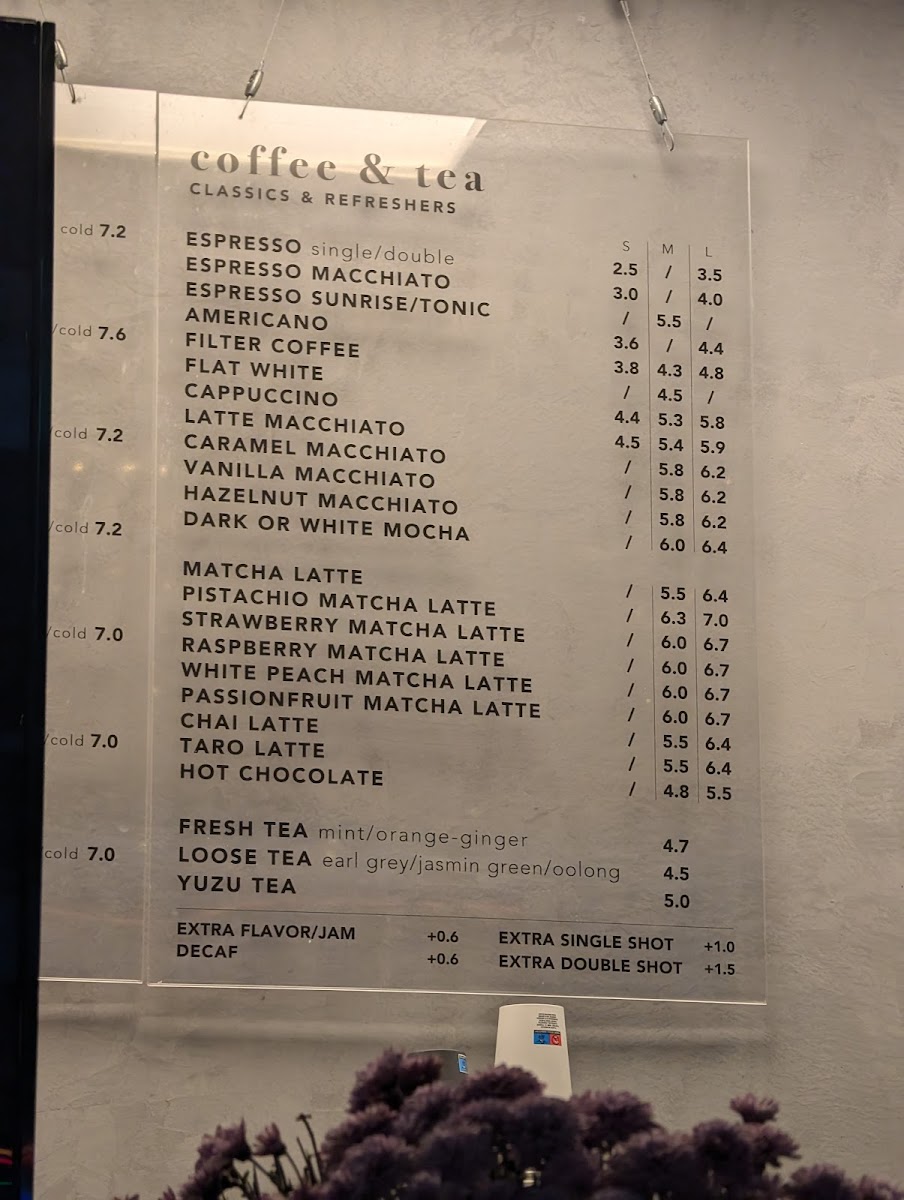 cold 7.2
/cold 7.6
/cold 7.2
/cold 7.2
/cold 7.0
/cold 7.0
cold 7.0
coffee & tea
CLASSICS & REFRESHERS
S M L
ESPRESSO single/double 2.5 / 3.5
ESPRESSO MACCHIATO 3.0 / 4.0
ESPRESSO SUNRISE/TONIC / 5.5 /
AMERICANO 3.6 / 4.4
FILTER COFFEE 3.8 4.3 4.8
FLAT WHITE / 4.5 /
CAPPUCCINO 4.4 5.3 5.8
LATTE MACCHIATO 4.5 5.4 5.9
CARAMEL MACCHIATO / 5.8 6.2
VANILLA MACCHIATO / 5.8 6.2
HAZELNUT MACCHIATO / 5.8 6.2
DARK OR WHITE MOCHA / 6.0 6.4
MATCHA LATTE / 5.5 6.4
PISTACHIO MATCHA LATTE / 6.3 7.0
STRAWBERRY MATCHA LATTE / 6.0 6.7
RASPBERRY MATCHA LATTE / 6.0 6.7
WHITE PEACH MATCHA LATTE / 6.0 6.7
PASSIONFRUIT MATCHA LATTE / 6.0 6.7
CHAI LATTE / 5.5 6.4
TARO LATTE / 5.5 6.4
HOT CHOCOLATE / 4.8 5.5
FRESH TEA mint/orange-ginger 4.7
LOOSE TEA earl grey/jasmin green/oolong 4.5
YUZU TEA 5.0
EXTRA FLAVOR/JAM +0.6 EXTRA SINGLE SHOT +1.0
DECAF +0.6 EXTRA DOUBLE SHOT +1.5